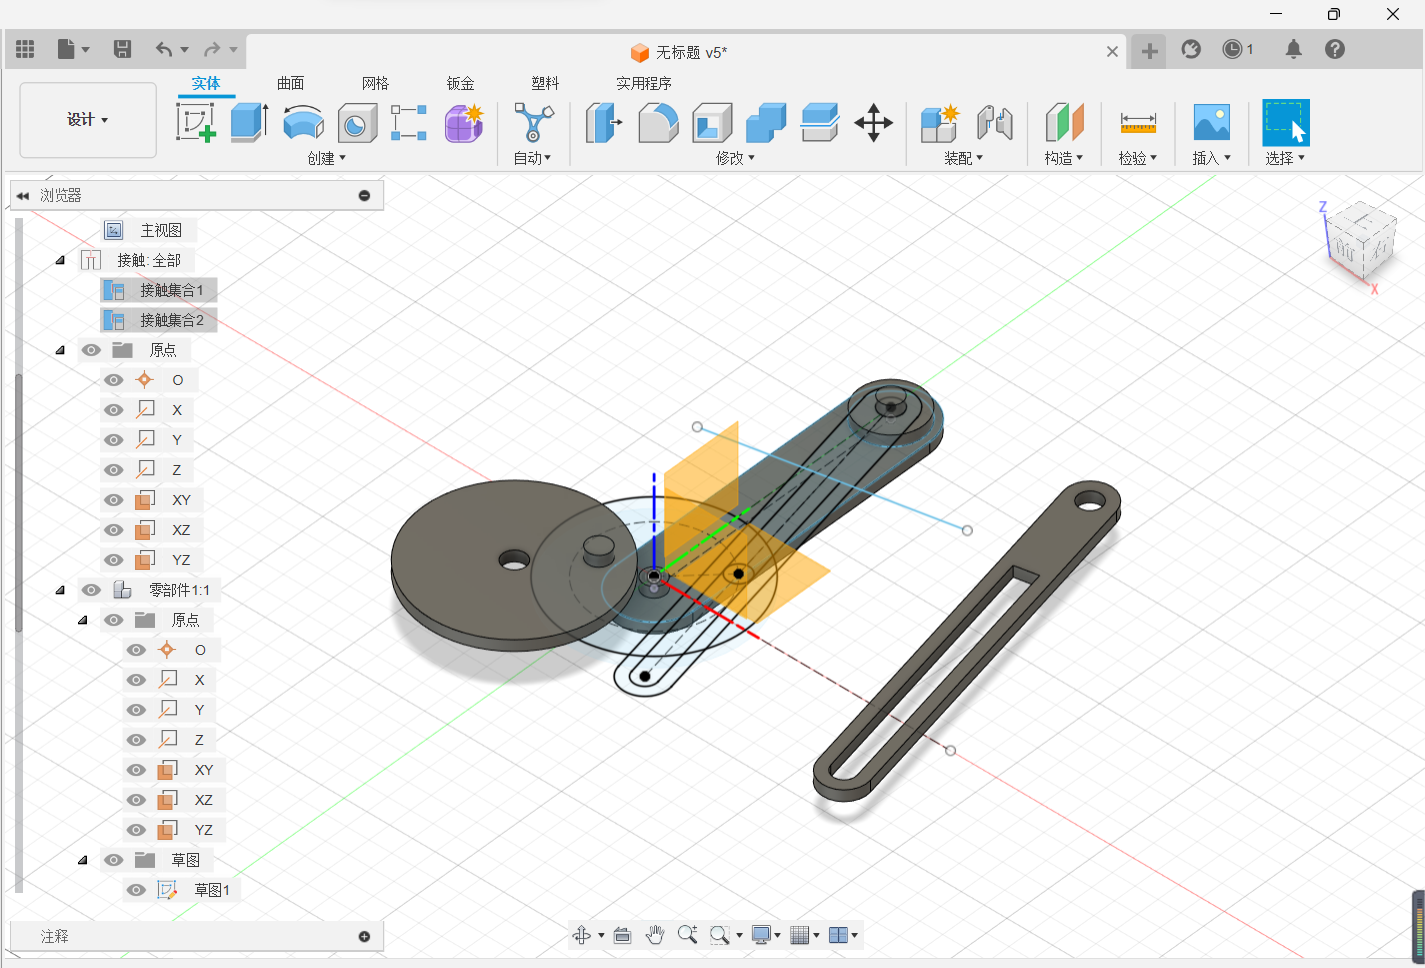 无标题 v5*
1
设计
实体 曲面 网格 钣金 塑料 实用程序
创建 自动 修改 装配 构造 检验 插入 选择
浏览器
主视图
接触: 全部
接触集合1
接触集合2
原点
O
X
Y
Z
XY
XZ
YZ
零部件1:1
原点
O
X
Y
Z
XY
XZ
YZ
草图
草图1
注释
Z
X